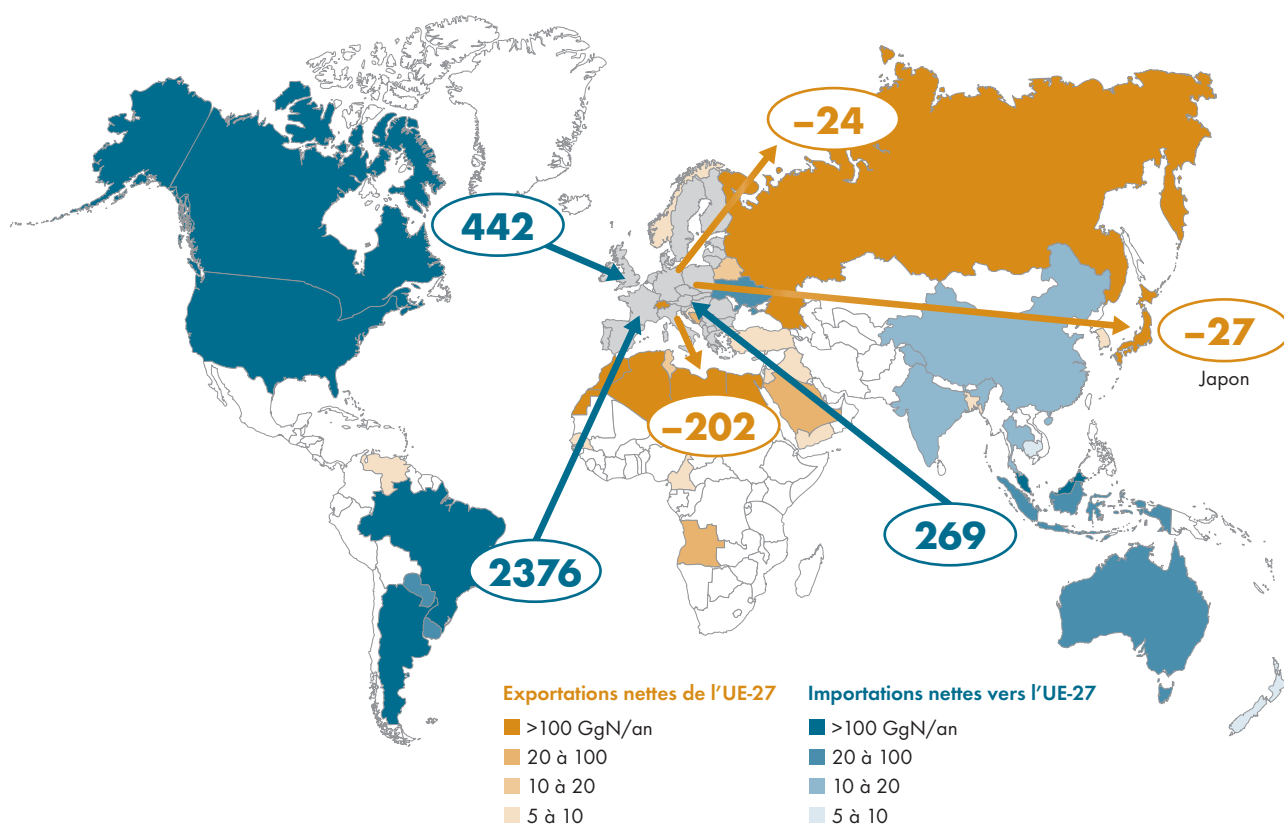 −24
442
−27
Japon
−202
269
2376
Exportations nettes de l’UE-27
>100 GgN/an
20 à 100
10 à 20
5 à 10
Importations nettes vers l’UE-27
>100 GgN/an
20 à 100
10 à 20
5 à 10